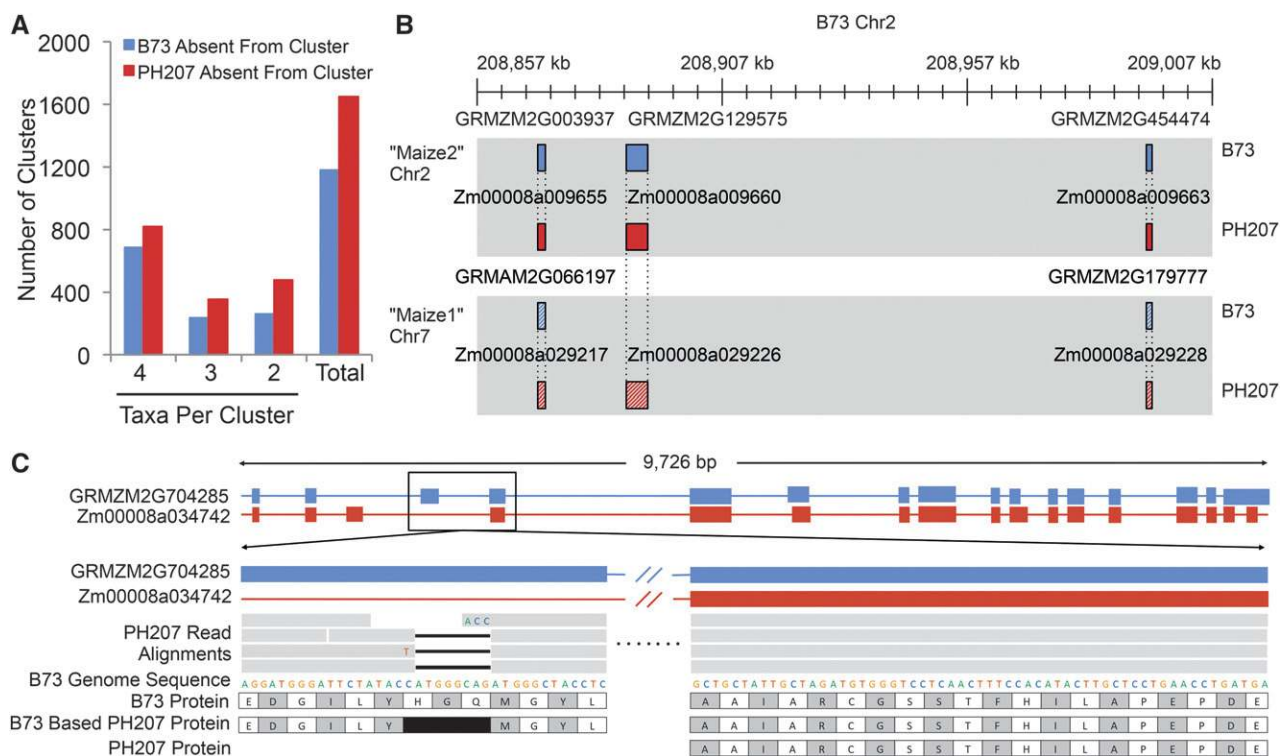 A
2000
1600
1200
800
400
0
Number of Clusters
B73 Absent From Cluster
PH207 Absent From Cluster
4 3 2 Total
Taxa Per Cluster
B
B73 Chr2
208,857 kb 208,907 kb 208,957 kb 209,007 kb
GRMZM2G003937 GRMZM2G129575 GRMZM2G454474
"Maize2"
Chr2
B73
Zm00008a009655 Zm00008a009660 Zm00008a009663
PH207
GRMAM2G066197 GRMZM2G179777
"Maize1"
Chr7
B73
Zm00008a029217 Zm00008a029226 Zm00008a029228
PH207
C
9,726 bp
GRMZM2G704285
Zm00008a034742
GRMZM2G704285
Zm00008a034742
ACC
PH207 Read
Alignments
T
B73 Genome Sequence AGGATGGGATTCTATACCATGGGCAGATGGGCTACCTC GCTGCTATTGCTAGATGTGGGTCCTCAACTTTCCACATACTTGCTCCTGAACCTGATGA
B73 Protein E D G I L Y H G Q M G Y L A A I A R C G S S T F H I L A P E P D E
B73 Based PH207 Protein E D G I L Y M G Y L A A I A R C G S S T F H I L A P E P D E
PH207 Protein A A I A R C G S S T F H I L A P E P D E